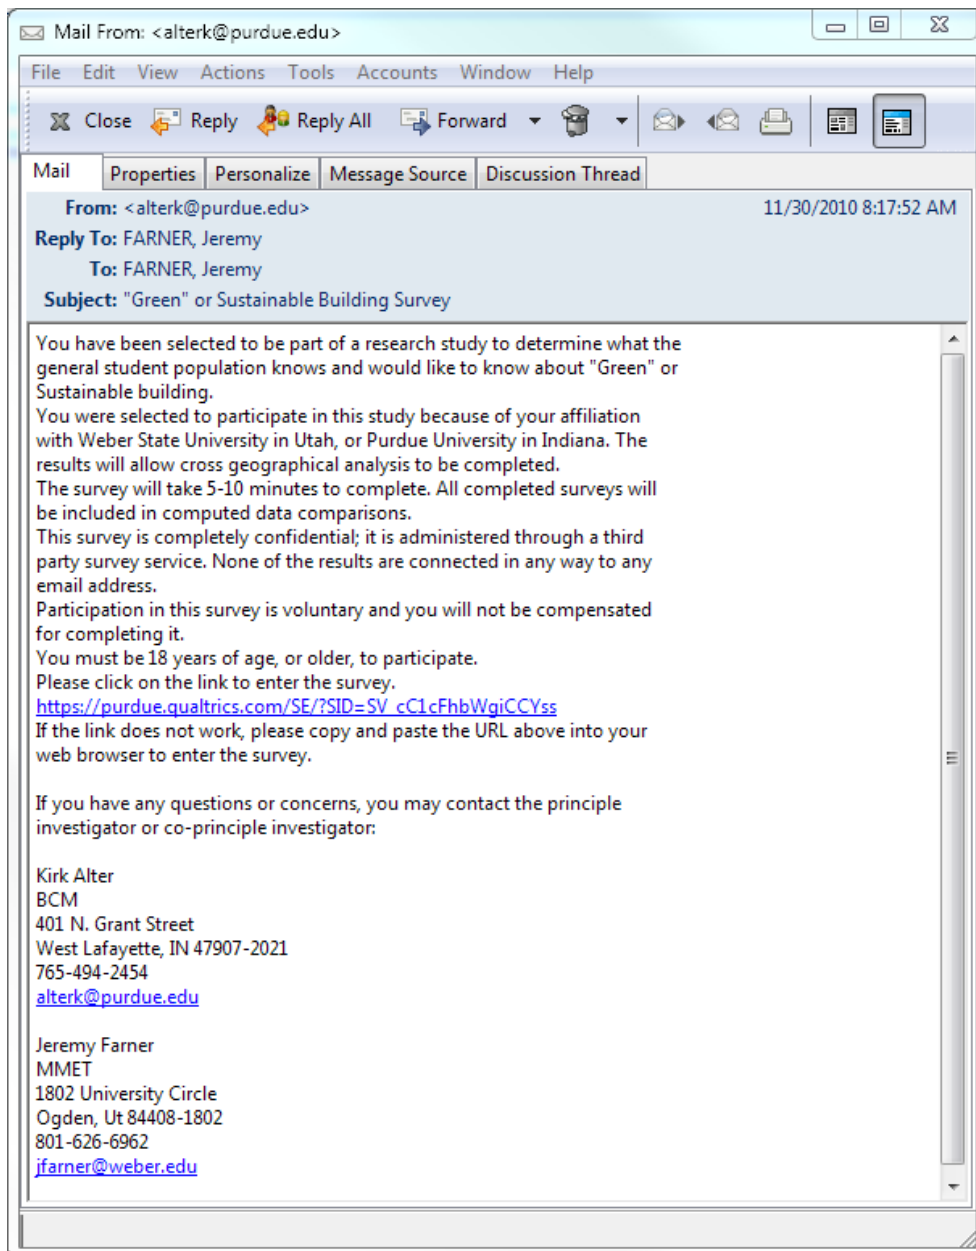 Mail From: <alterk@purdue.edu>
File Edit View Actions Tools Accounts Window Help
Close Reply Reply All Forward
Mail Properties Personalize Message Source Discussion Thread
From: <alterk@purdue.edu> 11/30/2010 8:17:52 AM
Reply To: FARNER, Jeremy
To: FARNER, Jeremy
Subject: "Green" or Sustainable Building Survey
You have been selected to be part of a research study to determine what the
general student population knows and would like to know about "Green" or
Sustainable building.
You were selected to participate in this study because of your affiliation
with Weber State University in Utah, or Purdue University in Indiana. The
results will allow cross geographical analysis to be completed.
The survey will take 5-10 minutes to complete. All completed surveys will
be included in computed data comparisons.
This survey is completely confidential; it is administered through a third
party survey service. None of the results are connected in any way to any
email address.
Participation in this survey is voluntary and you will not be compensated
for completing it.
You must be 18 years of age, or older, to participate.
Please click on the link to enter the survey.
https://purdue.qualtrics.com/SE/?SID=SV_cC1cFhbWgiCCYss
If the link does not work, please copy and paste the URL above into your
web browser to enter the survey.
If you have any questions or concerns, you may contact the principle
investigator or co-principle investigator:
Kirk Alter
BCM
401 N. Grant Street
West Lafayette, IN 47907-2021
765-494-2454
alterk@purdue.edu
Jeremy Farner
MMET
1802 University Circle
Ogden, Ut 84408-1802
801-626-6962
jfarner@weber.edu